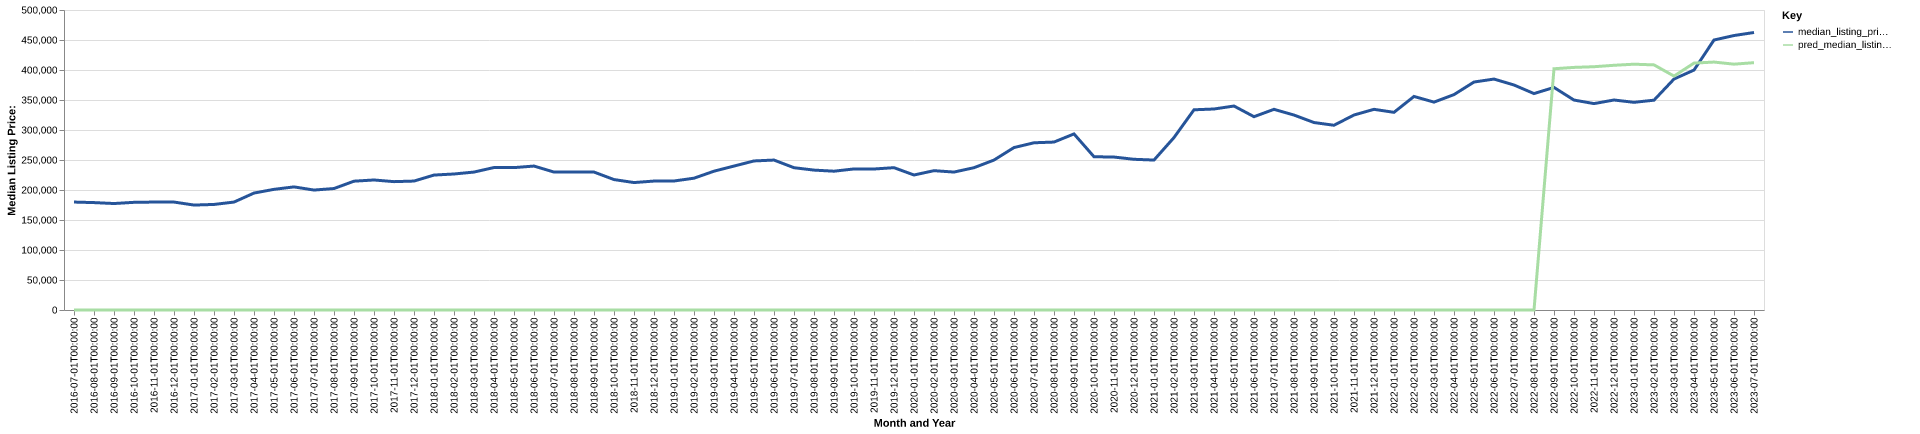 500,000
450,000
400,000
350,000
300,000
250,000
200,000
150,000
100,000
50,000
0
Median Listing Price:
2016-07-01T00:00:00
2016-08-01T00:00:00
2016-09-01T00:00:00
2016-10-01T00:00:00
2016-11-01T00:00:00
2016-12-01T00:00:00
2017-01-01T00:00:00
2017-02-01T00:00:00
2017-03-01T00:00:00
2017-04-01T00:00:00
2017-05-01T00:00:00
2017-06-01T00:00:00
2017-07-01T00:00:00
2017-08-01T00:00:00
2017-09-01T00:00:00
2017-10-01T00:00:00
2017-11-01T00:00:00
2017-12-01T00:00:00
2018-01-01T00:00:00
2018-02-01T00:00:00
2018-03-01T00:00:00
2018-04-01T00:00:00
2018-05-01T00:00:00
2018-06-01T00:00:00
2018-07-01T00:00:00
2018-08-01T00:00:00
2018-09-01T00:00:00
2018-10-01T00:00:00
2018-11-01T00:00:00
2018-12-01T00:00:00
2019-01-01T00:00:00
2019-02-01T00:00:00
2019-03-01T00:00:00
2019-04-01T00:00:00
2019-05-01T00:00:00
2019-06-01T00:00:00
2019-07-01T00:00:00
2019-08-01T00:00:00
2019-09-01T00:00:00
2019-10-01T00:00:00
2019-11-01T00:00:00
2019-12-01T00:00:00
2020-01-01T00:00:00
2020-02-01T00:00:00
2020-03-01T00:00:00
2020-04-01T00:00:00
2020-05-01T00:00:00
2020-06-01T00:00:00
2020-07-01T00:00:00
2020-08-01T00:00:00
2020-09-01T00:00:00
2020-10-01T00:00:00
2020-11-01T00:00:00
2020-12-01T00:00:00
2021-01-01T00:00:00
2021-02-01T00:00:00
2021-03-01T00:00:00
2021-04-01T00:00:00
2021-05-01T00:00:00
2021-06-01T00:00:00
2021-07-01T00:00:00
2021-08-01T00:00:00
2021-09-01T00:00:00
2021-10-01T00:00:00
2021-11-01T00:00:00
2021-12-01T00:00:00
2022-01-01T00:00:00
2022-02-01T00:00:00
2022-03-01T00:00:00
2022-04-01T00:00:00
2022-05-01T00:00:00
2022-06-01T00:00:00
2022-07-01T00:00:00
2022-08-01T00:00:00
2022-09-01T00:00:00
2022-10-01T00:00:00
2022-11-01T00:00:00
2022-12-01T00:00:00
2023-01-01T00:00:00
2023-02-01T00:00:00
2023-03-01T00:00:00
2023-04-01T00:00:00
2023-05-01T00:00:00
2023-06-01T00:00:00
2023-07-01T00:00:00
Month and Year
Key
median_listing_pri…
pred_median_listin…